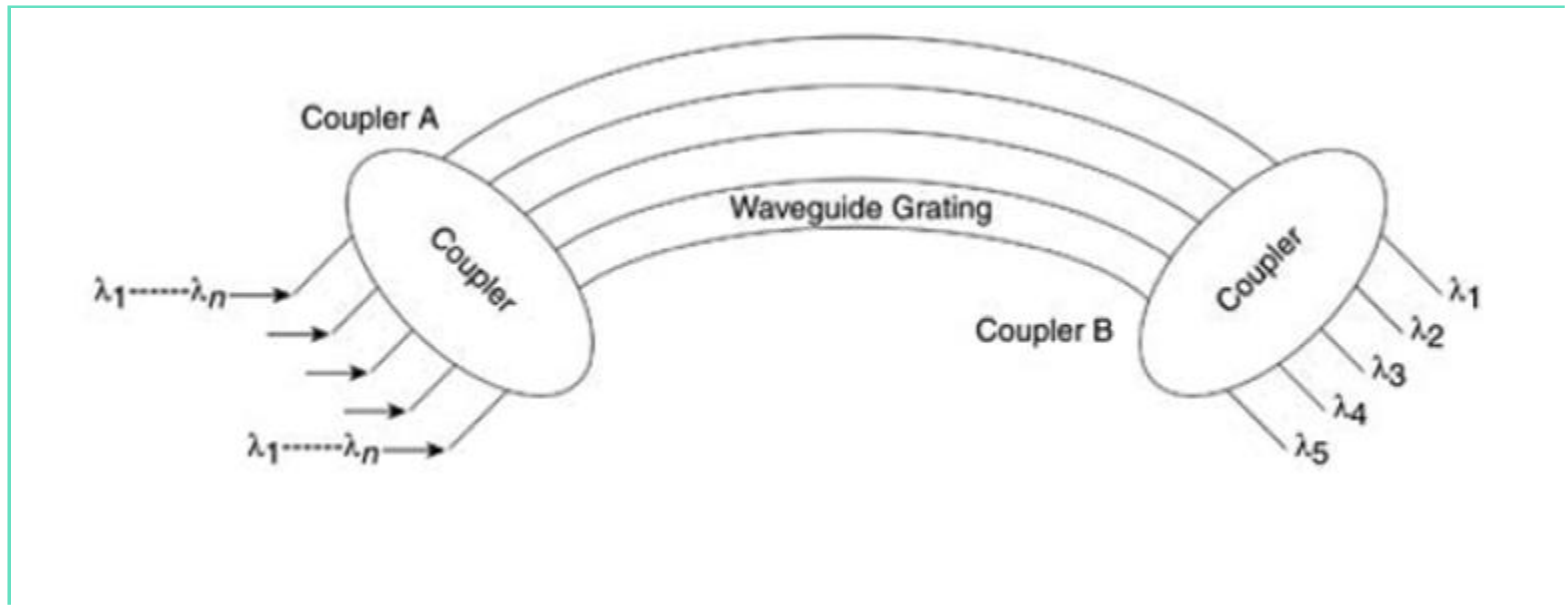 Coupler A
Coupler
Waveguide Grating
Coupler
λ1------λn
Coupler B
λ1
λ2
λ3
λ4
λ1------λn
λ5